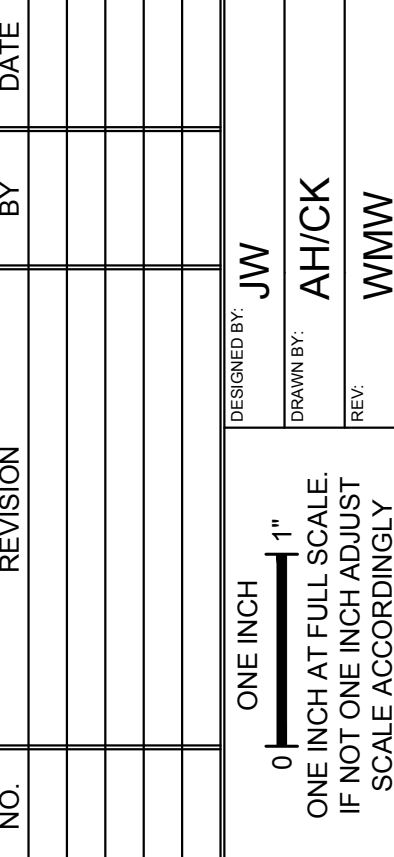 NO. REVISION BY DATE
ONE INCH
0 1"
ONE INCH AT FULL SCALE.
IF NOT ONE INCH ADJUST
SCALE ACCORDINGLY
DESIGNED BY: JW
DRAWN BY: AH/CK
REV: WMW